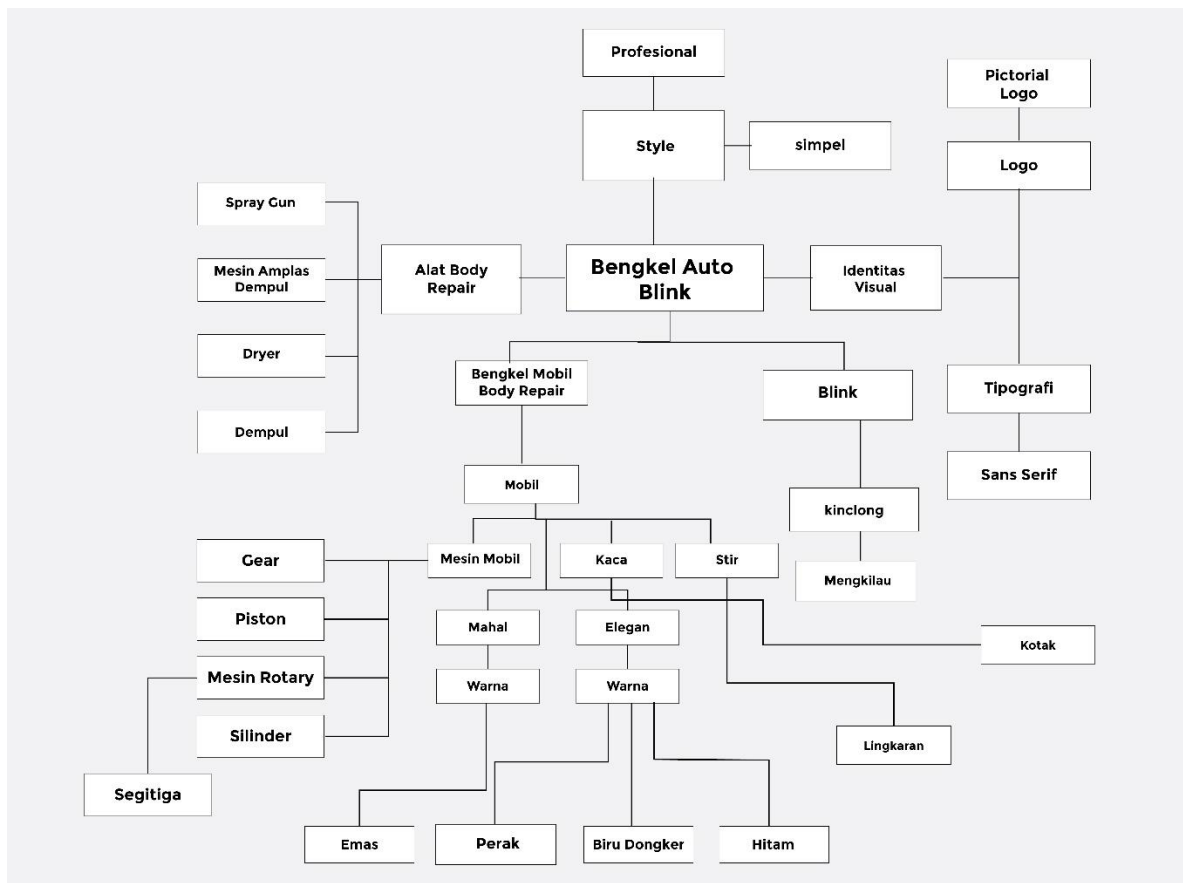 Profesional
Pictorial
Logo
Style
simpel
Logo
Spray Gun
Mesin Amplas
Dempul
Alat Body
Repair
Bengkel Auto
Blink
Identitas
Visual
Dryer
Bengkel Mobil
Body Repair
Blink
Tipografi
Dempul
Sans Serif
Mobil
kinclong
Gear
Mesin Mobil
Kaca
Stir
Mengkilau
Piston
Mahal
Elegan
Kotak
Mesin Rotary
Warna
Warna
Silinder
Lingkaran
Segitiga
Emas
Perak
Biru Dongker
Hitam